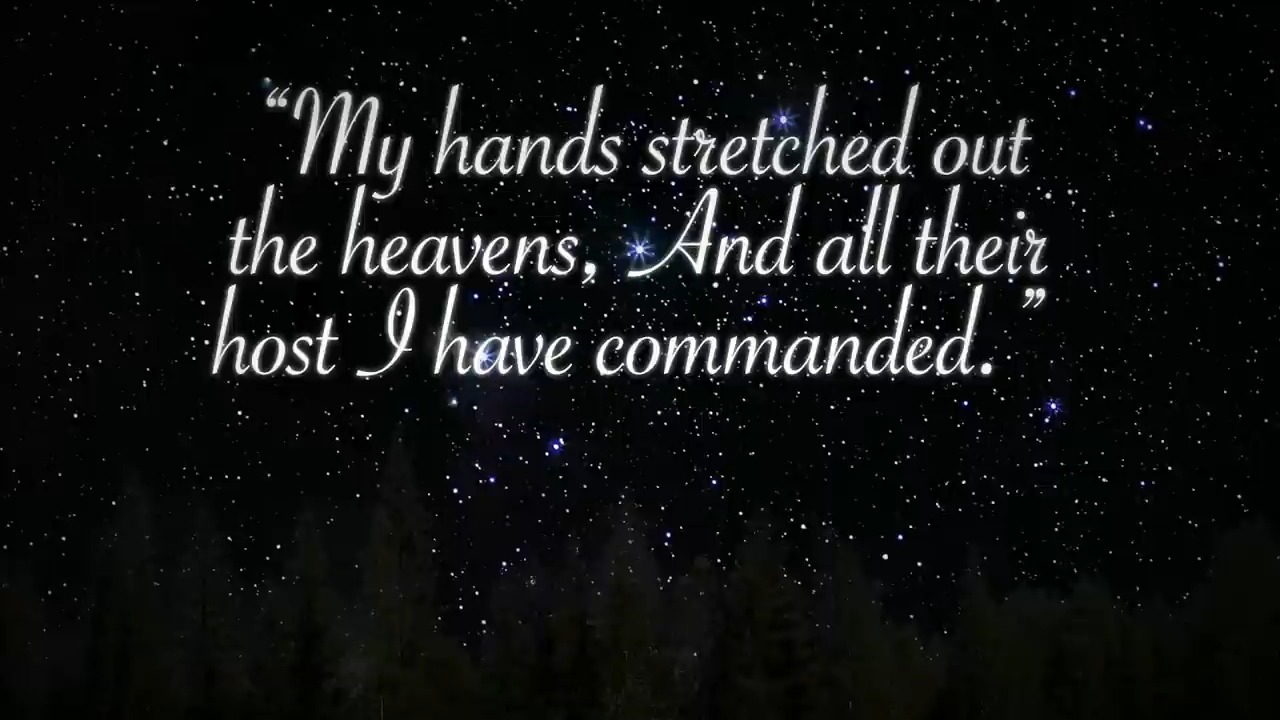 “My hands stretched out
the heavens, And all their
host I have commanded.”